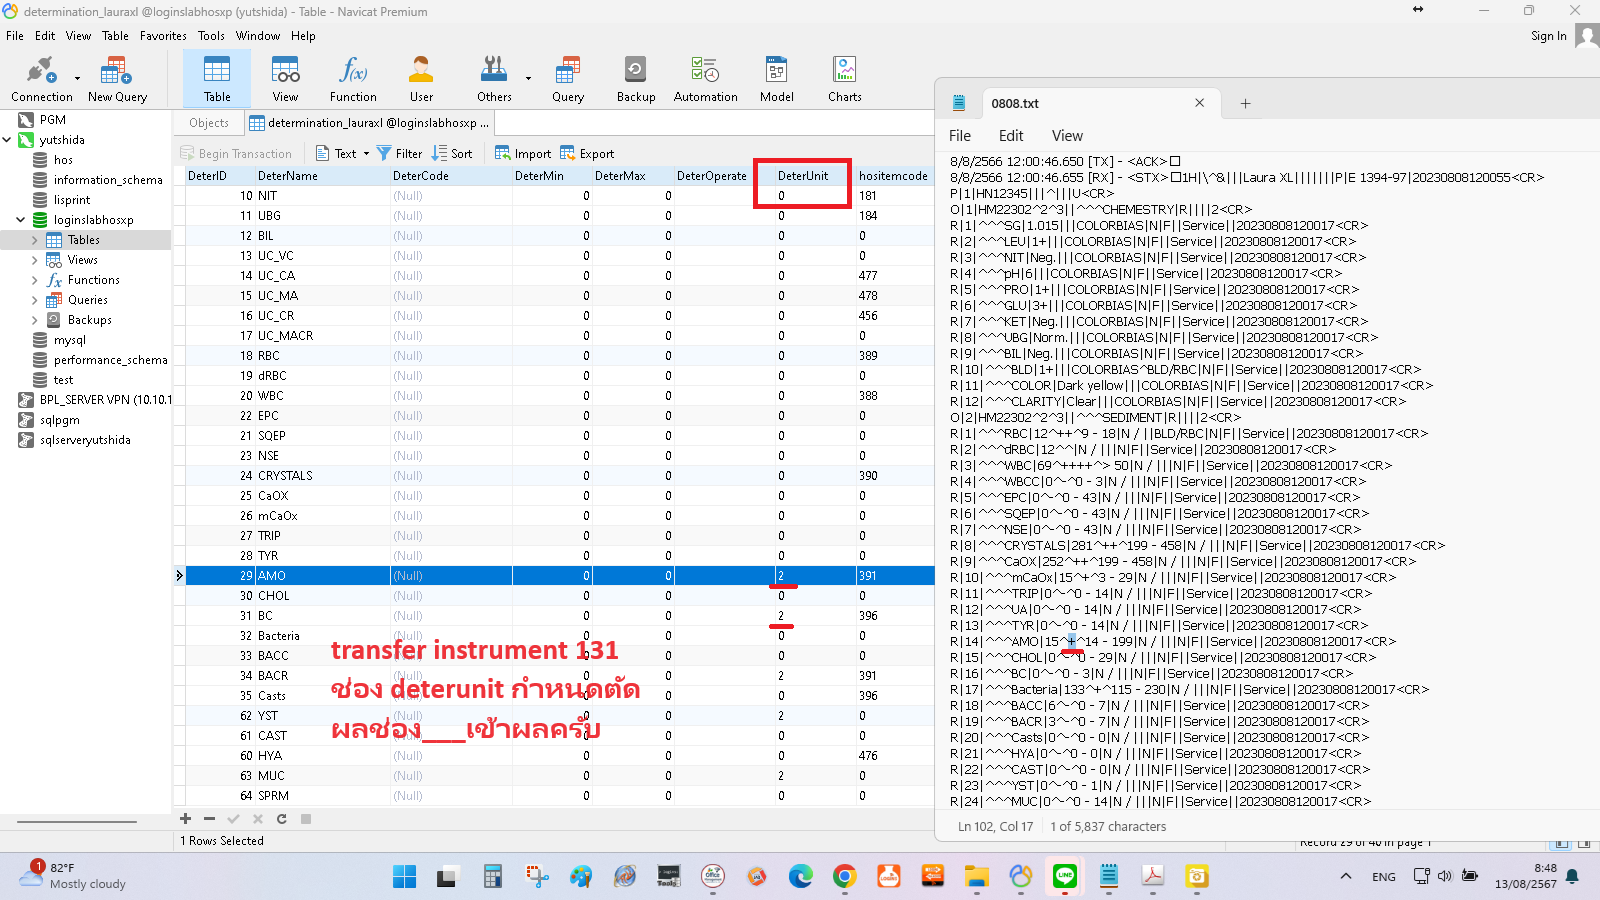 determination_lauraxl @loginslabhosxp (yutshida) - Table - Navicat Premium
File Edit View Table Favorites Tools Window Help
Sign In
Connection New Query Table View Function User Others Query Backup Automation Model Charts
PGM
yutshida
hos
information_schema
lisprint
loginslabhosxp
Tables
Views
Functions
Queries
Backups
mysql
performance_schema
test
BPL_SERVER VPN (10.10.1
sqlpgm
sqlserveryutshida
Objects determination_lauraxl @loginslabhosxp ...
Begin Transaction Text Filter Sort Import Export
DeterID DeterName DeterCode DeterMin DeterMax DeterOperate DeterUnit hositemcode
10 NIT (Null) 0 0 0 181
11 UBG (Null) 0 0 0 184
12 BIL (Null) 0 0 0 0
13 UC_VC (Null) 0 0 0 0
14 UC_CA (Null) 0 0 0 477
15 UC_MA (Null) 0 0 0 478
16 UC_CR (Null) 0 0 0 456
17 UC_MACR (Null) 0 0 0 0
18 RBC (Null) 0 0 0 389
19 dRBC (Null) 0 0 0 0
20 WBC (Null) 0 0 0 388
22 EPC (Null) 0 0 0 0
21 SQEP (Null) 0 0 0 0
23 NSE (Null) 0 0 0 0
24 CRYSTALS (Null) 0 0 0 390
25 CaOX (Null) 0 0 0 0
26 mCaOx (Null) 0 0 0 0
27 TRIP (Null) 0 0 0 0
28 TYR (Null) 0 0 0 0
29 AMO (Null) 0 0 2 391
30 CHOL (Null) 0 0 0 0
31 BC (Null) 0 0 2 396
32 Bacteria (Null) 0 0 0 0
33 BACC (Null) 0 0 0 0
34 BACR (Null) 0 0 2 391
35 Casts (Null) 0 0 0 396
62 YST (Null) 0 0 2 0
61 CAST (Null) 0 0 0 0
60 HYA (Null) 0 0 0 476
63 MUC (Null) 0 0 2 0
64 SPRM (Null) 0 0 0 0
transfer instrument 131
ช่อง deterunit กำหนดตัด
ผลช่อง___เข้าผลครับ
1 Rows Selected
Record 29 of 40 in page 1
0808.txt
File Edit View
8/8/2566 12:00:46.650 [TX] - <ACK>□
8/8/2566 12:00:46.655 [RX] - <STX>□1H|\^&|||Laura XL|||||||P|E 1394-97|20230808120055<CR>
P|1|HN12345|||^|||U<CR>
O|1|HM22302^2^3||^^^CHEMESTRY|R||||2<CR>
R|1|^^^SG|1.015|||COLORBIAS|N|F||Service||20230808120017<CR>
R|2|^^^LEU|1+|||COLORBIAS|N|F||Service||20230808120017<CR>
R|3|^^^NIT|Neg.|||COLORBIAS|N|F||Service||20230808120017<CR>
R|4|^^^pH|6|||COLORBIAS|N|F||Service||20230808120017<CR>
R|5|^^^PRO|1+|||COLORBIAS|N|F||Service||20230808120017<CR>
R|6|^^^GLU|3+|||COLORBIAS|N|F||Service||20230808120017<CR>
R|7|^^^KET|Neg.|||COLORBIAS|N|F||Service||20230808120017<CR>
R|8|^^^UBG|Norm.|||COLORBIAS|N|F||Service||20230808120017<CR>
R|9|^^^BIL|Neg.|||COLORBIAS|N|F||Service||20230808120017<CR>
R|10|^^^BLD|1+|||COLORBIAS^BLD/RBC|N|F||Service||20230808120017<CR>
R|11|^^^COLOR|Dark yellow|||COLORBIAS|N|F||Service||20230808120017<CR>
R|12|^^^CLARITY|Clear|||COLORBIAS|N|F||Service||20230808120017<CR>
O|2|HM22302^2^3||^^^SEDIMENT|R||||2<CR>
R|1|^^^RBC|12^++^9 - 18|N / ||BLD/RBC|N|F||Service||20230808120017<CR>
R|2|^^^dRBC|12^^|N / |||N|F||Service||20230808120017<CR>
R|3|^^^WBC|69^++++^> 50|N / |||N|F||Service||20230808120017<CR>
R|4|^^^WBCC|0^-^0 - 3|N / |||N|F||Service||20230808120017<CR>
R|5|^^^EPC|0^-^0 - 43|N / |||N|F||Service||20230808120017<CR>
R|6|^^^SQEP|0^-^0 - 43|N / |||N|F||Service||20230808120017<CR>
R|7|^^^NSE|0^-^0 - 43|N / |||N|F||Service||20230808120017<CR>
R|8|^^^CRYSTALS|281^++^199 - 458|N / |||N|F||Service||20230808120017<CR>
R|9|^^^CaOX|252^++^199 - 458|N / |||N|F||Service||20230808120017<CR>
R|10|^^^mCaOx|15^+^3 - 29|N / |||N|F||Service||20230808120017<CR>
R|11|^^^TRIP|0^-^0 - 14|N / |||N|F||Service||20230808120017<CR>
R|12|^^^UA|0^-^0 - 14|N / |||N|F||Service||20230808120017<CR>
R|13|^^^TYR|0^-^0 - 14|N / |||N|F||Service||20230808120017<CR>
R|14|^^^AMO|15^+^14 - 199|N / |||N|F||Service||20230808120017<CR>
R|15|^^^CHOL|0^-^0 - 29|N / |||N|F||Service||20230808120017<CR>
R|16|^^^BC|0^-^0 - 3|N / |||N|F||Service||20230808120017<CR>
R|17|^^^Bacteria|133^+^115 - 230|N / |||N|F||Service||20230808120017<CR>
R|18|^^^BACC|6^-^0 - 7|N / |||N|F||Service||20230808120017<CR>
R|19|^^^BACR|3^-^0 - 7|N / |||N|F||Service||20230808120017<CR>
R|20|^^^Casts|0^-^0 - 0|N / |||N|F||Service||20230808120017<CR>
R|21|^^^HYA|0^-^0 - 0|N / |||N|F||Service||20230808120017<CR>
R|22|^^^CAST|0^-^0 - 0|N / |||N|F||Service||20230808120017<CR>
R|23|^^^YST|0^-^0 - 1|N / |||N|F||Service||20230808120017<CR>
R|24|^^^MUC|0^-^0 - 14|N / |||N|F||Service||20230808120017<CR>
Ln 102, Col 17 1 of 5,837 characters
1
82°F
Mostly cloudy
ENG
8:48
13/08/2567